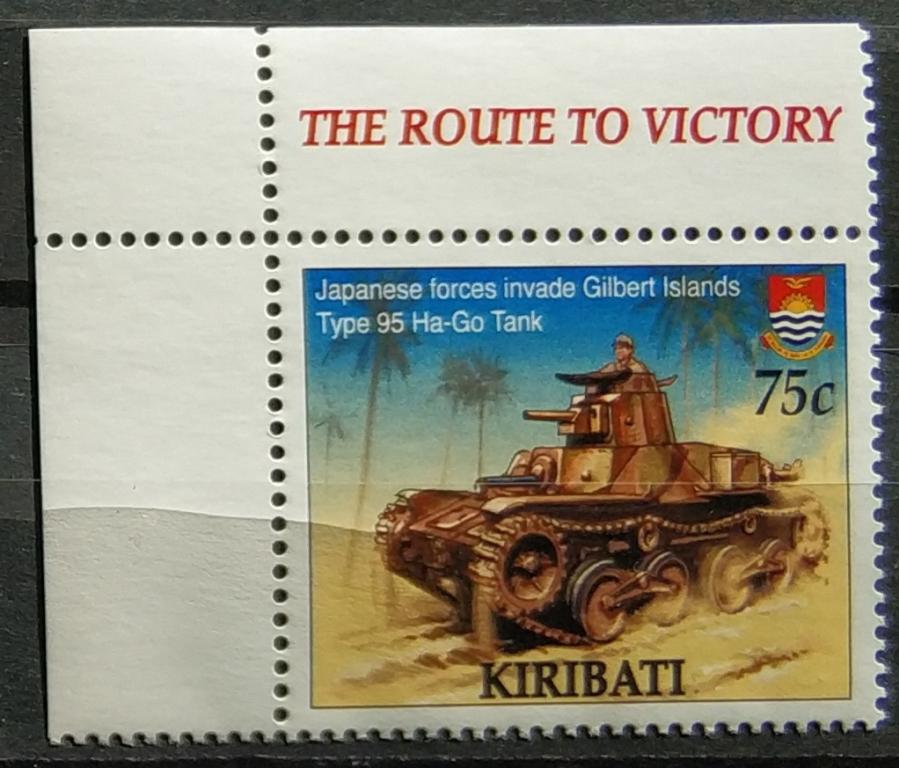 THE ROUTE TO VICTORY
Japanese forces invade Gilbert Islands
Type 95 Ha-Go Tank
75c
KIRIBATI